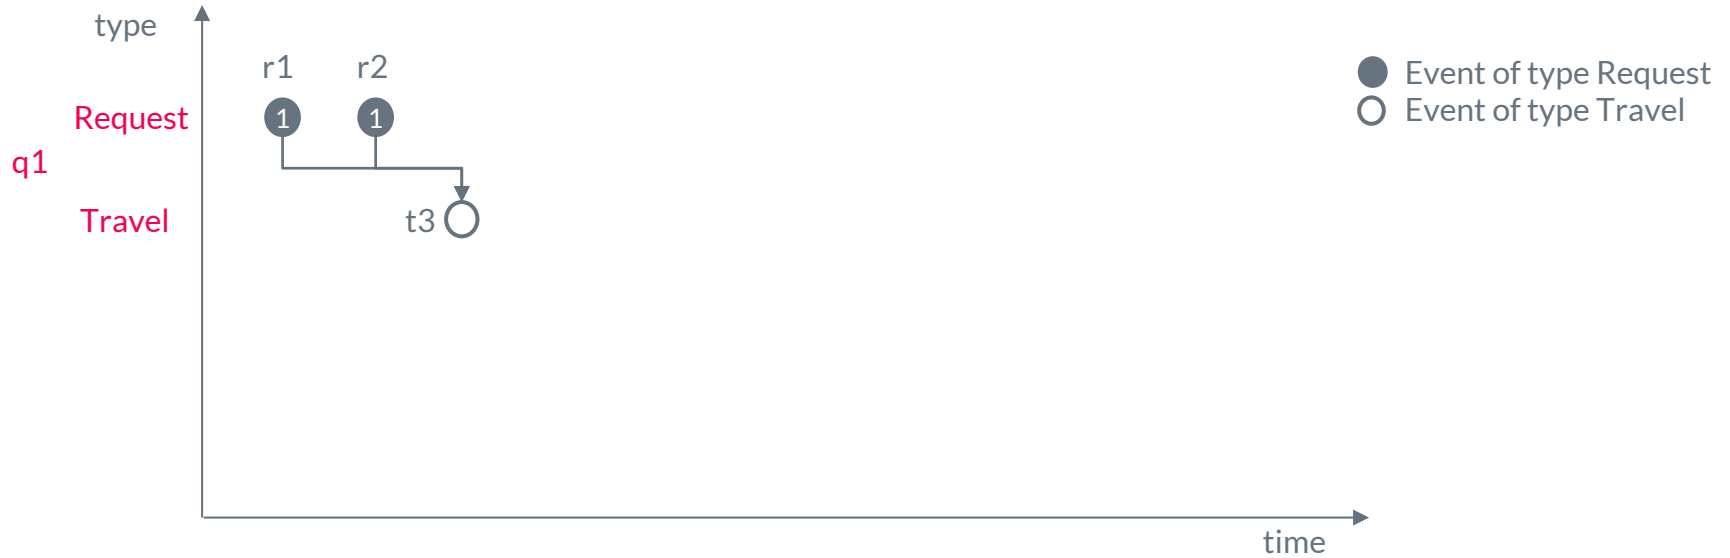 type
r1 r2
Event of type Request
1 1
Request
Event of type Travel
q1
Travel
t3
time